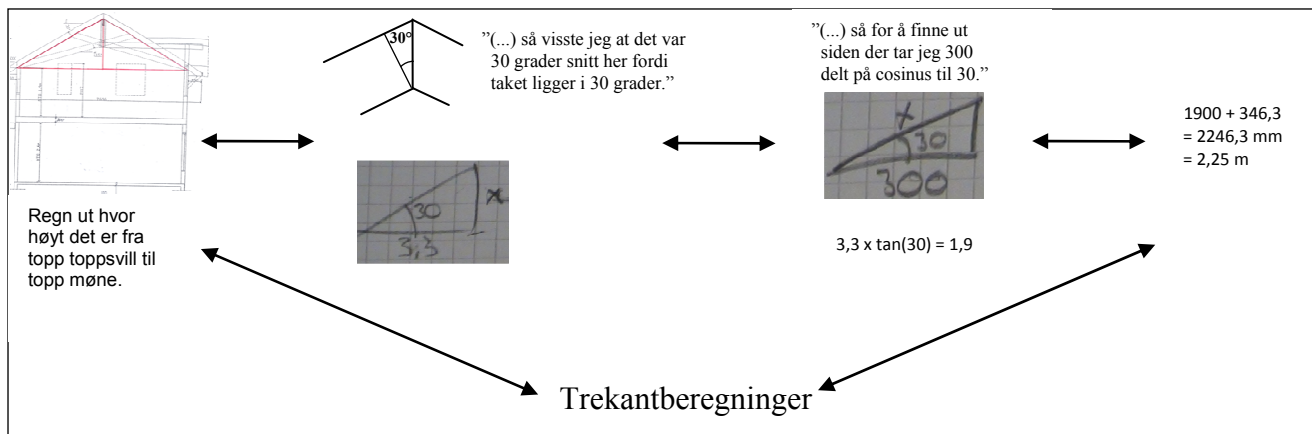 Regn ut hvor
høyt det er fra
topp toppsvill til
topp møne.
30°
”(...) så visste jeg at det var
30 grader snitt her fordi
taket ligger i 30 grader.”
30
x
3,3
”(...) så for å finne ut
siden der tar jeg 300
delt på cosinus til 30.”
x
30
300
3,3 x tan(30) = 1,9
1900 + 346,3
= 2246,3 mm
= 2,25 m
Trekantberegninger